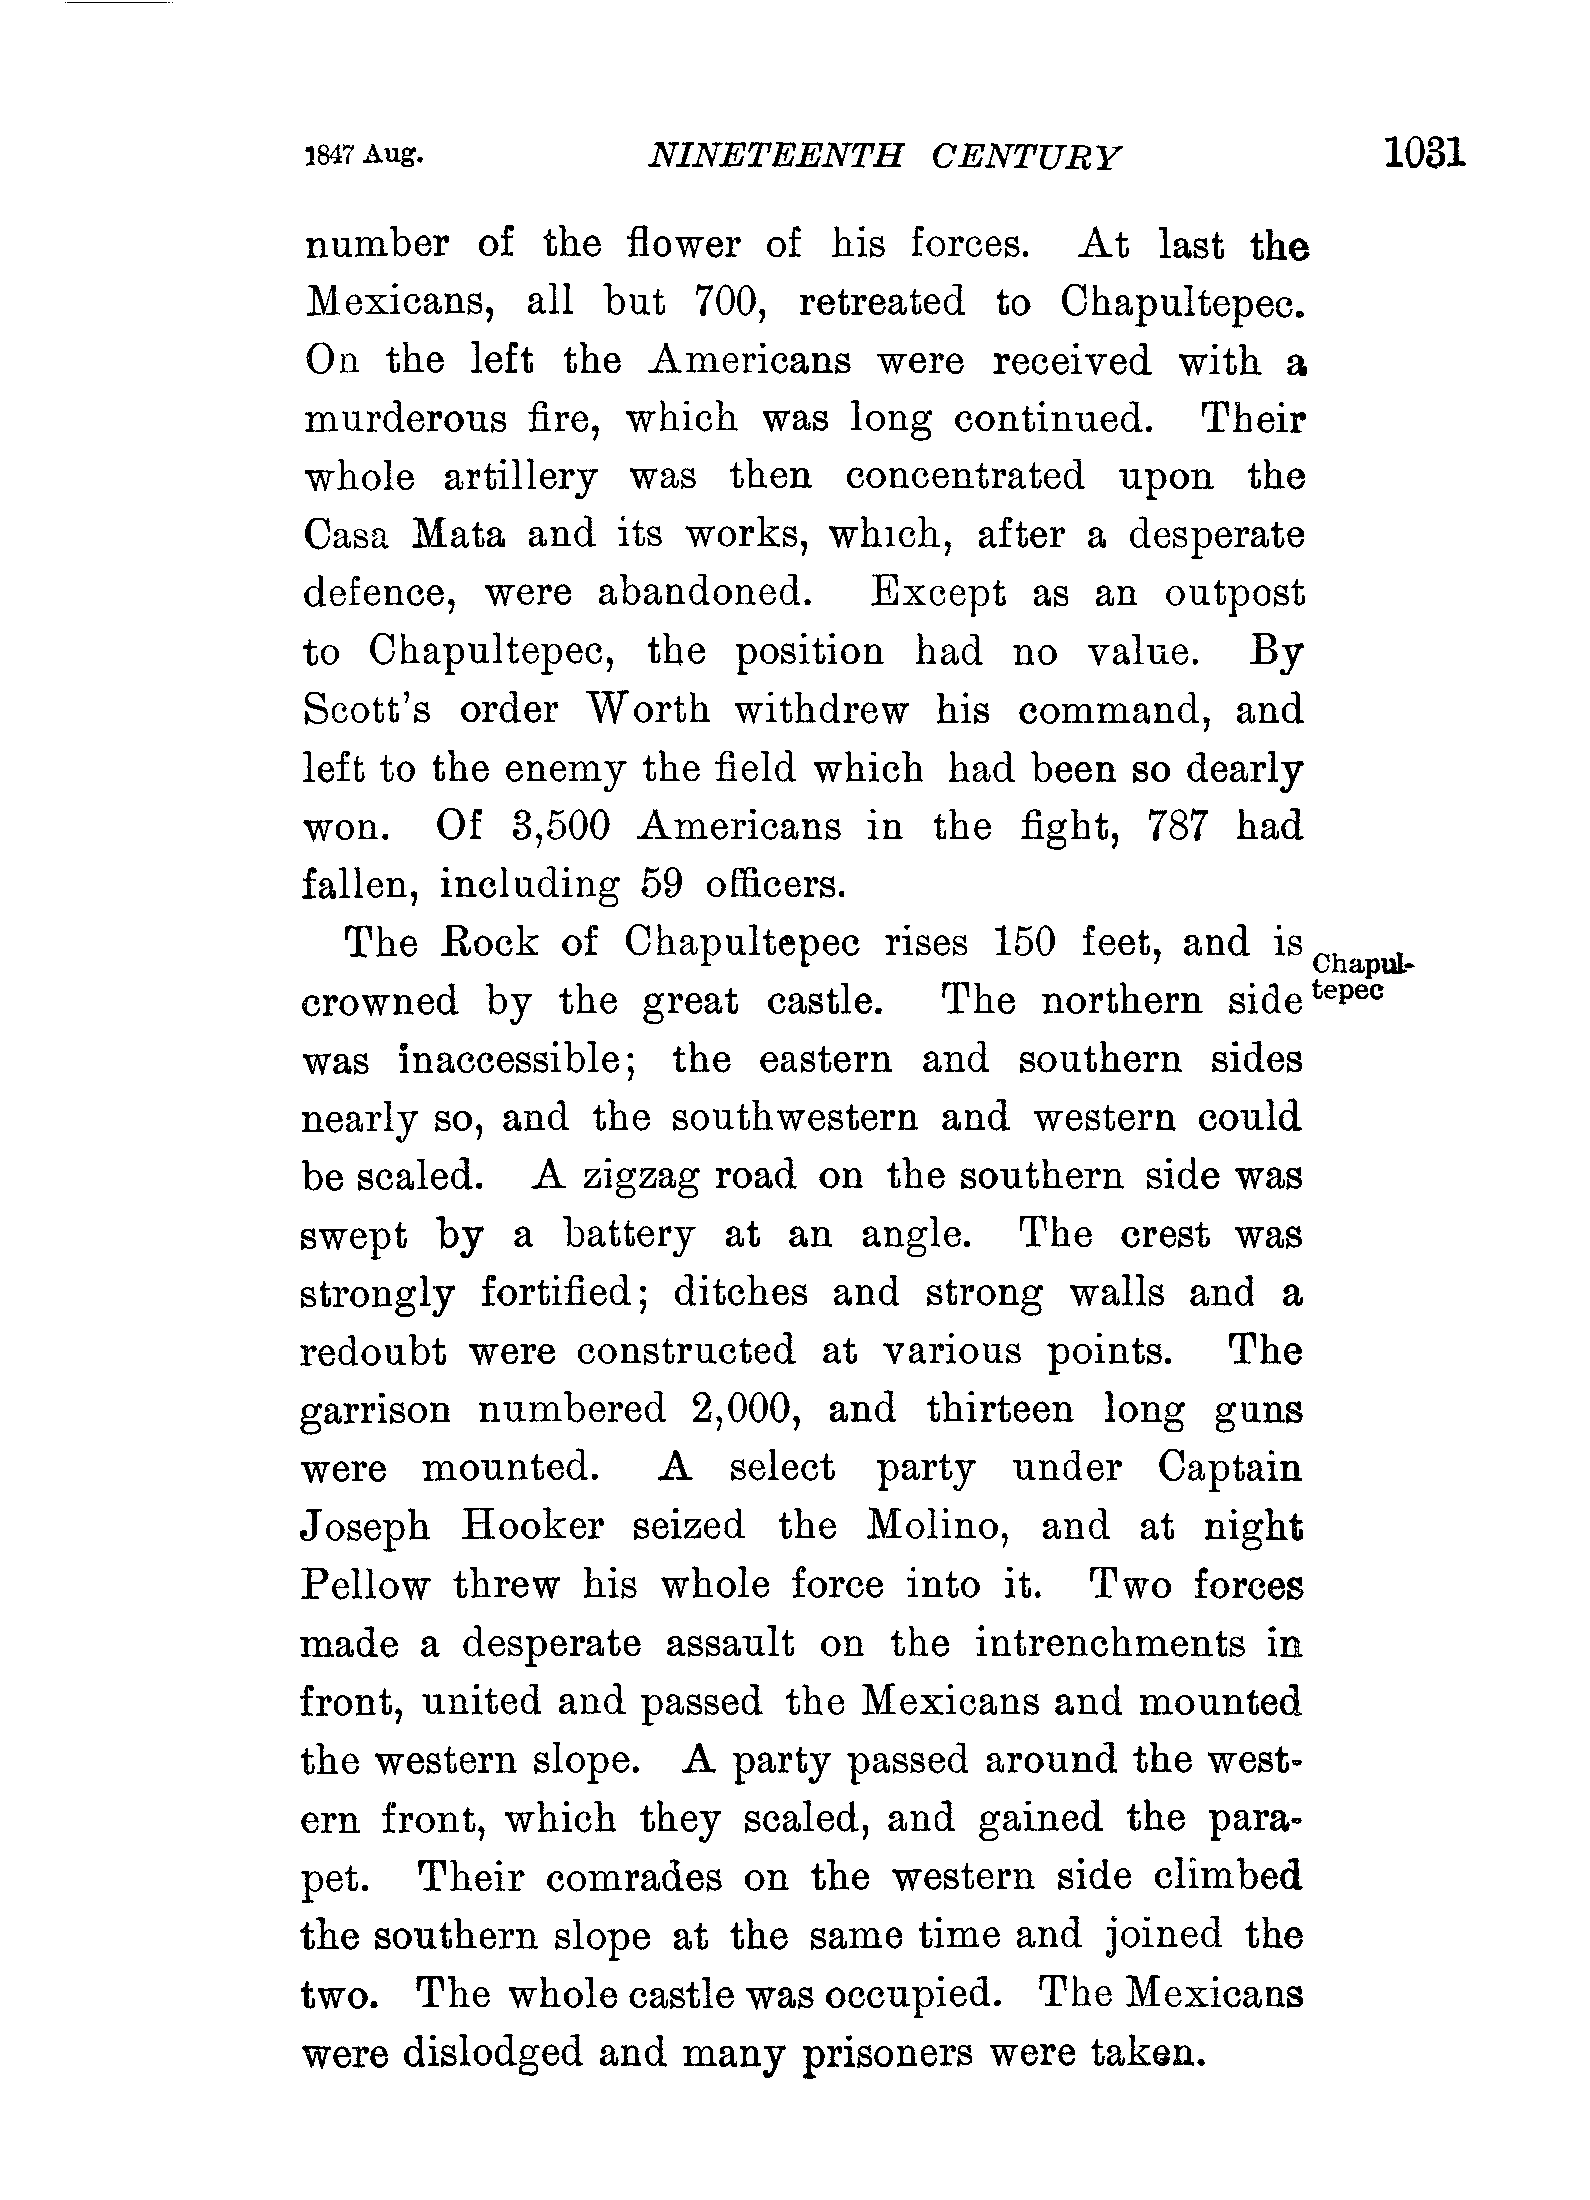 1847 Aug. NINETEENTH CENTURY 1031
number of the flower of his forces. At last the
Mexicans, all but 700, retreated to Chapultepec.
On the left the Americans were received with a
murderous fire, which was long continued. Their
whole artillery was then concentrated upon the
Casa Mata and its works, which, after a desperate
defence, were abandoned. Except as an outpost
to Chapultepec, the position had no value. By
Scott's order Worth withdrew his command, and
left to the enemy the field which had been so dearly
won. Of 3,500 Americans in the fight, 787 had
fallen, including 59 officers.
The Rock of Chapultepec rises 150 feet, and is
Chapul-
tepec
crowned by the great castle. The northern side
was inaccessible; the eastern and southern sides
nearly so, and the southwestern and western could
be scaled. A zigzag road on the southern side was
swept by a battery at an angle. The crest was
strongly fortified; ditches and strong walls and a
redoubt were constructed at various points. The
garrison numbered 2,000, and thirteen long guns
were mounted. A select party under Captain
Joseph Hooker seized the Molino, and at night
Pellow threw his whole force into it. Two forces
made a desperate assault on the intrenchments in
front, united and passed the Mexicans and mounted
the western slope. A party passed around the west-
ern front, which they scaled, and gained the para-
pet. Their comrades on the western side climbed
the southern slope at the same time and joined the
two. The whole castle was occupied. The Mexicans
were dislodged and many prisoners were taken.